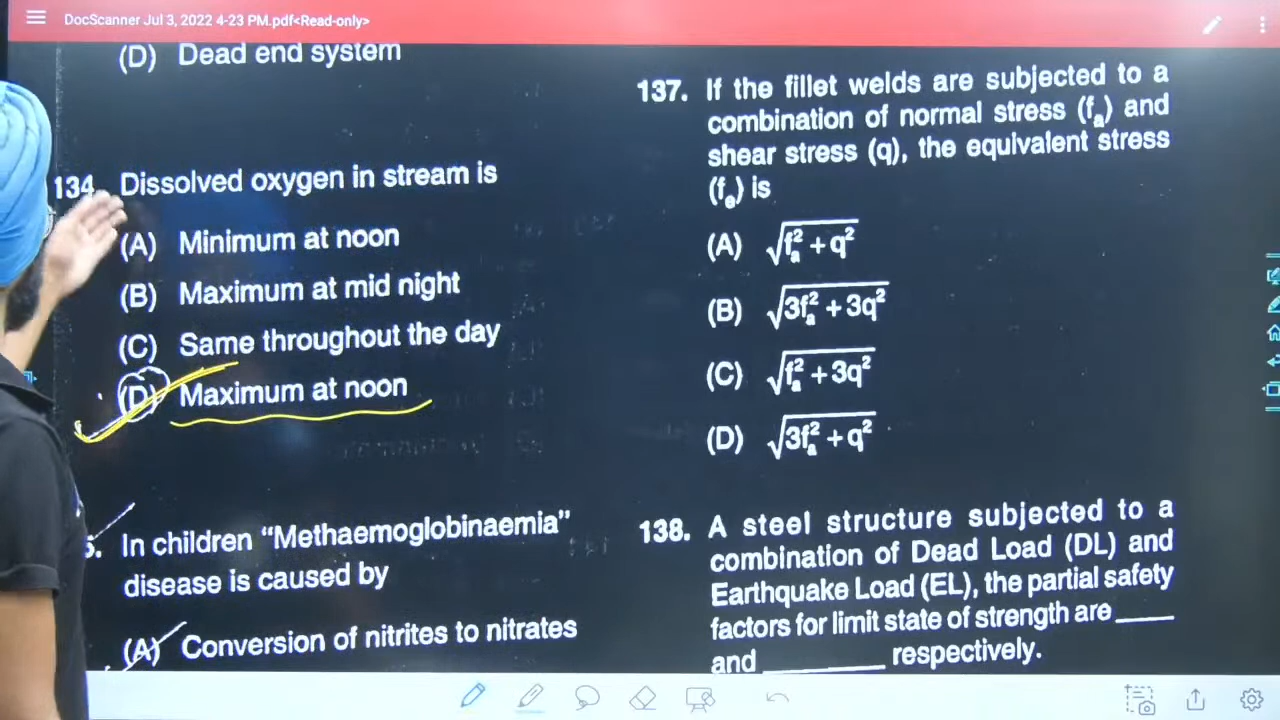 DocScanner Jul 3, 2022 4-23 PM.pdf<Read-only>
(D) Dead end system
134. Dissolved oxygen in stream is
(A) Minimum at noon
(B) Maximum at mid night
(C) Same throughout the day
(D) Maximum at noon
5. In children “Methaemoglobinaemia”
disease is caused by
(A) Conversion of nitrites to nitrates
137. If the fillet welds are subjected to a
combination of normal stress (fₐ) and
shear stress (q), the equivalent stress
(fₑ) is
(A) √(fₐ² + q²)
(B) √(3fₐ² + 3q²)
(C) √(fₐ² + 3q²)
(D) √(3fₐ² + q²)
138. A steel structure subjected to a
combination of Dead Load (DL) and
Earthquake Load (EL), the partial safety
factors for limit state of strength are ____
and ________ respectively.